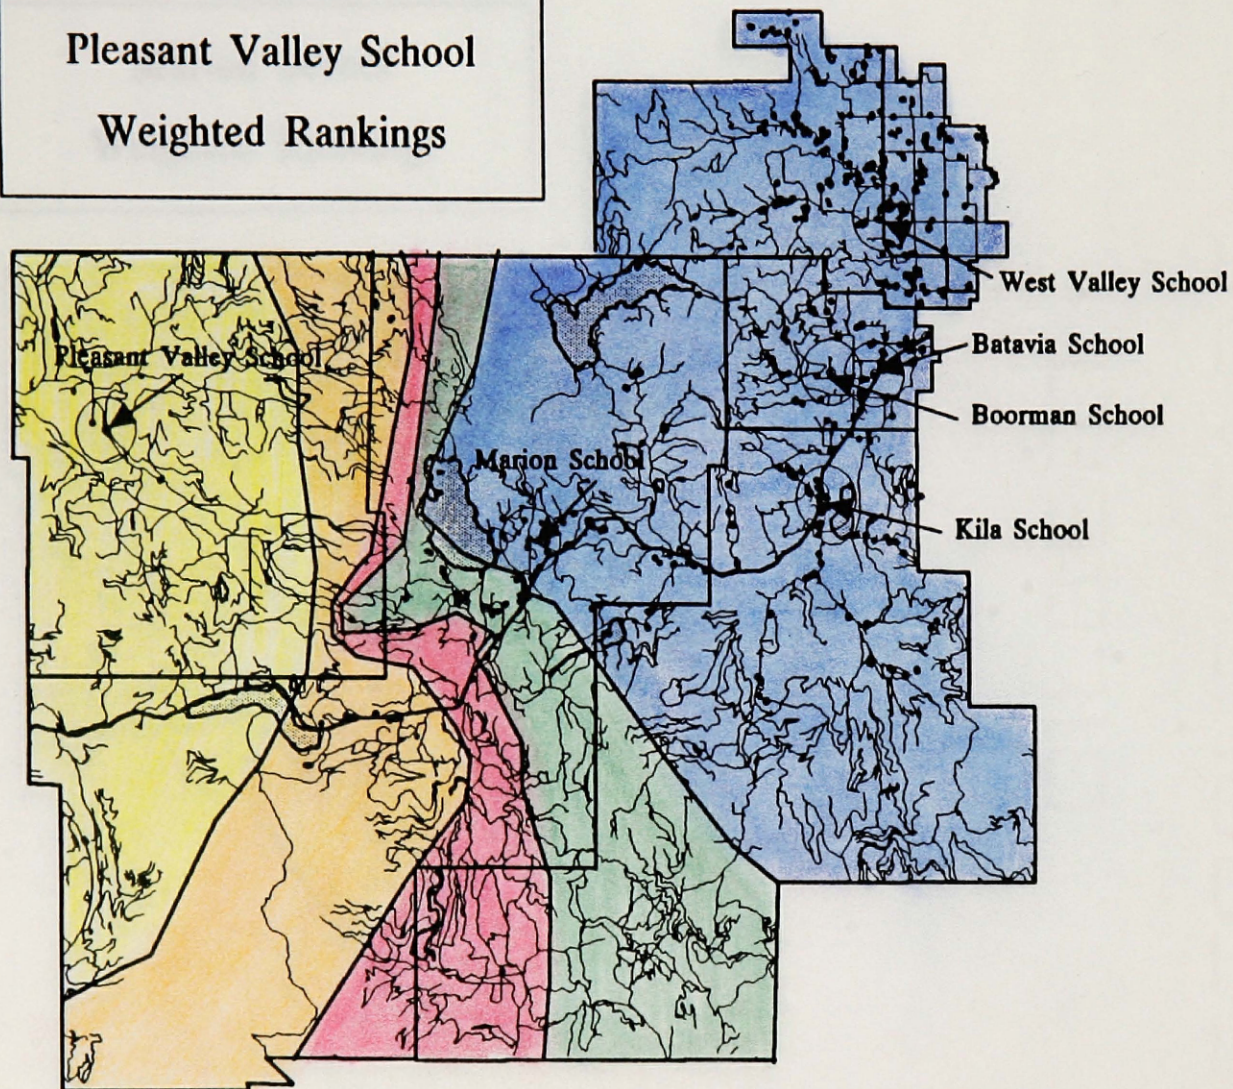 Pleasant Valley School
Weighted Rankings
West Valley School
Batavia School
Pleasant Valley School
Boorman School
Marion School
Kila School